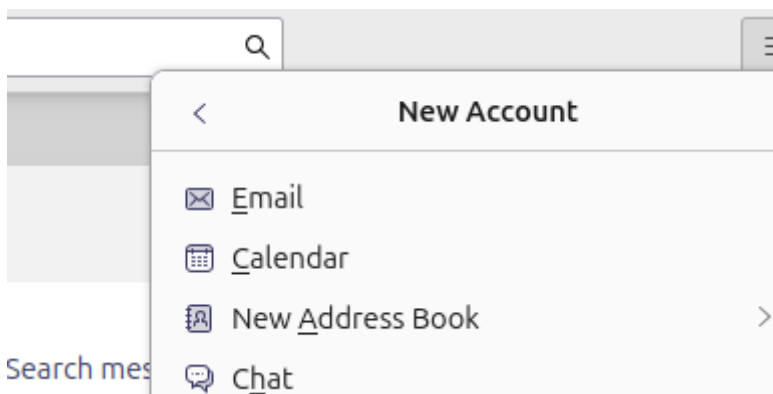 New Account
Email
Calendar
New Address Book
Search mes
Chat